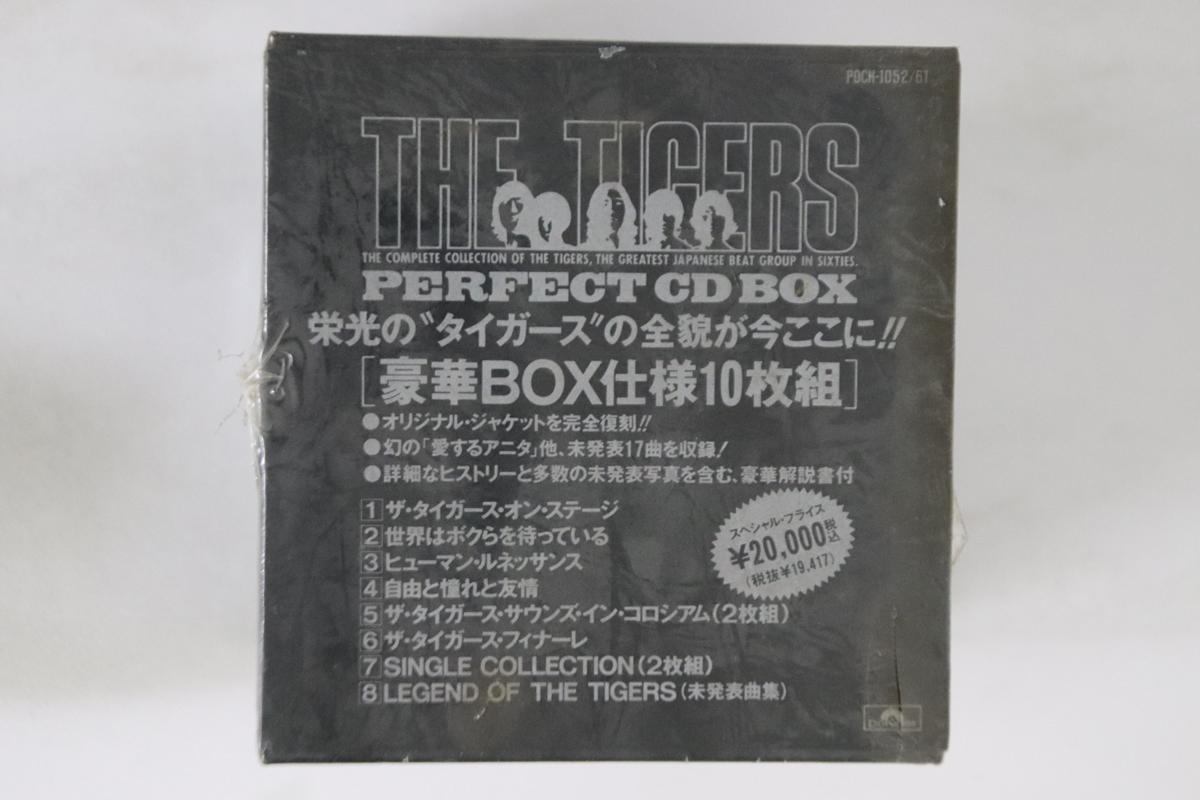 POCH-1052/61
THE TIGERS
THE COMPLETE COLLECTION OF THE TIGERS, THE GREATEST JAPANESE BEAT GROUP IN SIXTIES.
PERFECT CD BOX
栄光の"タイガース"の全貌が今ここに!!
[豪華BOX仕様10枚組]
●オリジナル・ジャケットを完全復刻!!
●幻の「愛するアニタ」他、未発表17曲を収録!
●詳細なヒストリーと多数の未発表写真を含む、豪華解説書付
1 ザ・タイガース・オン・ステージ
2 世界はボクらを待っている
3 ヒューマン・ルネッサンス
4 自由と憧れと友情
5 ザ・タイガース・サウンズ・イン・コロシアム(2枚組)
6 ザ・タイガース・フィナーレ
7 SINGLE COLLECTION(2枚組)
8 LEGEND OF THE TIGERS(未発表曲集)
スペシャル・プライス
¥20,000税込
(税抜¥19,417)